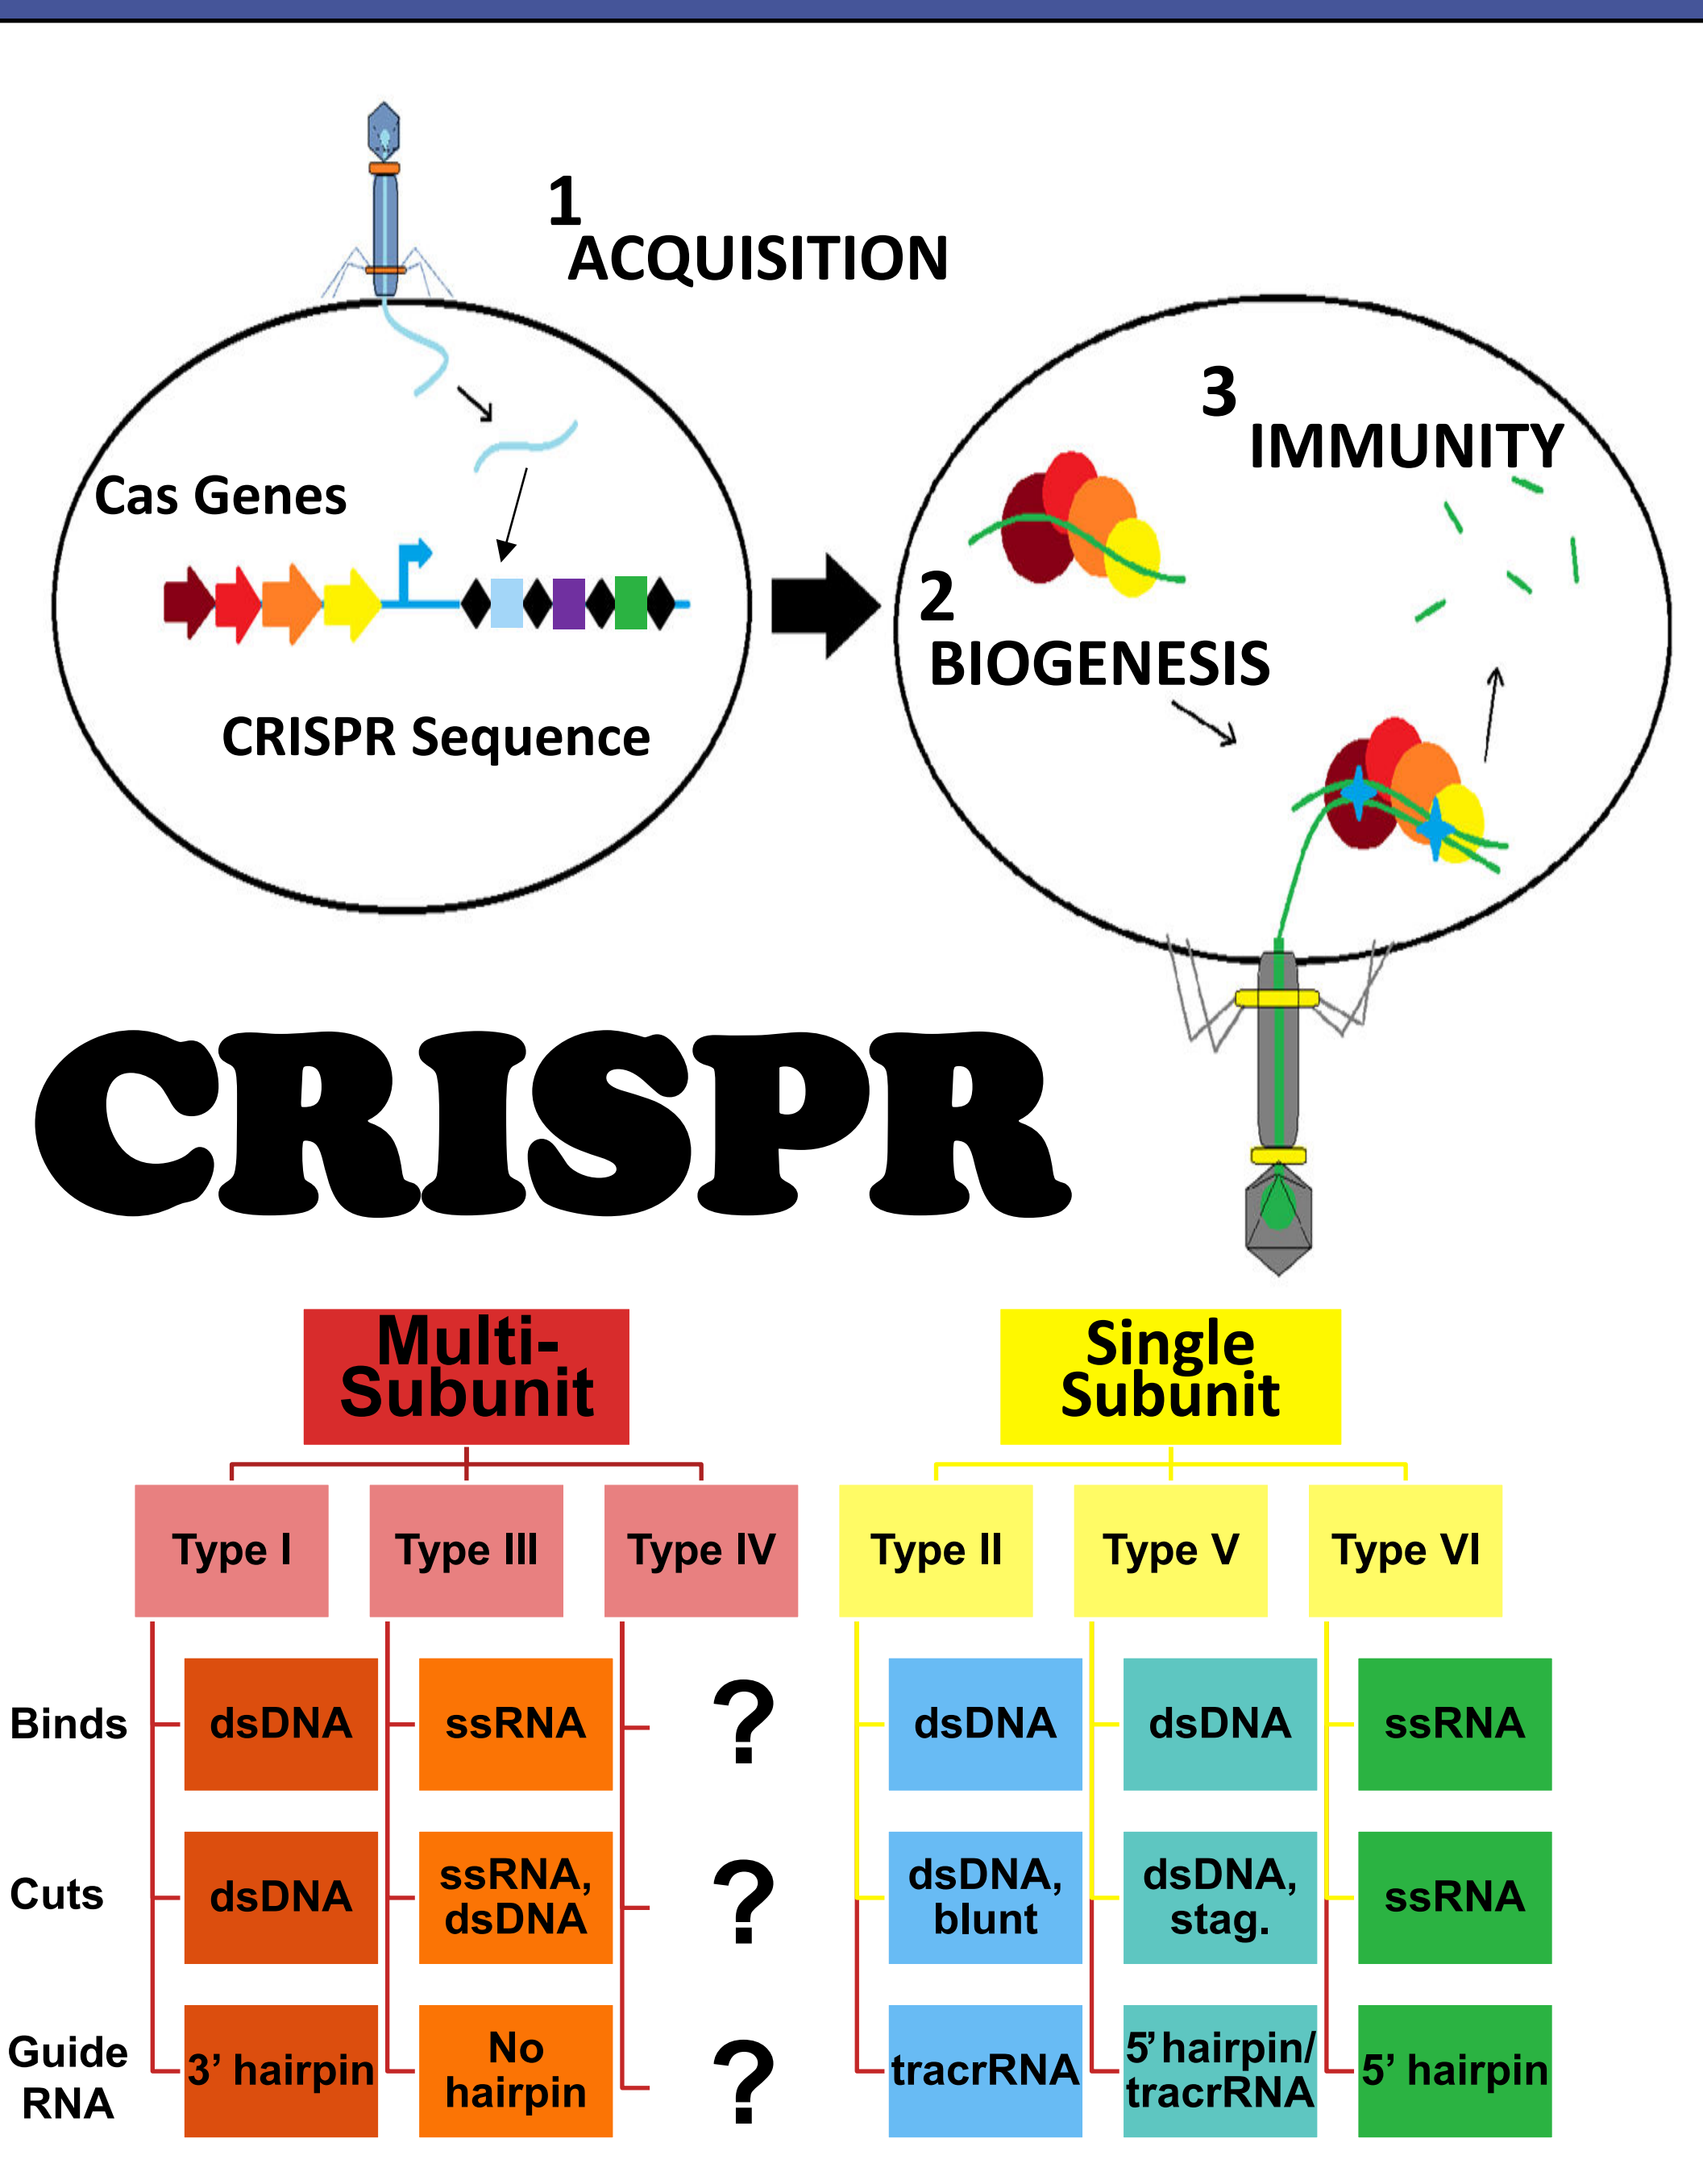 1
ACQUISITION
3
IMMUNITY
Cas Genes
2
BIOGENESIS
CRISPR Sequence
CRISPR
Multi-
Subunit
Single
Subunit
Type I
Type III
Type IV
Type II
Type V
Type VI
Binds
dsDNA
ssRNA
?
dsDNA
dsDNA
ssRNA
Cuts
dsDNA
ssRNA,
dsDNA
?
dsDNA,
blunt
dsDNA,
stag.
ssRNA
Guide
RNA
3’ hairpin
No
hairpin
?
tracrRNA
5’ hairpin/
tracrRNA
5’ hairpin